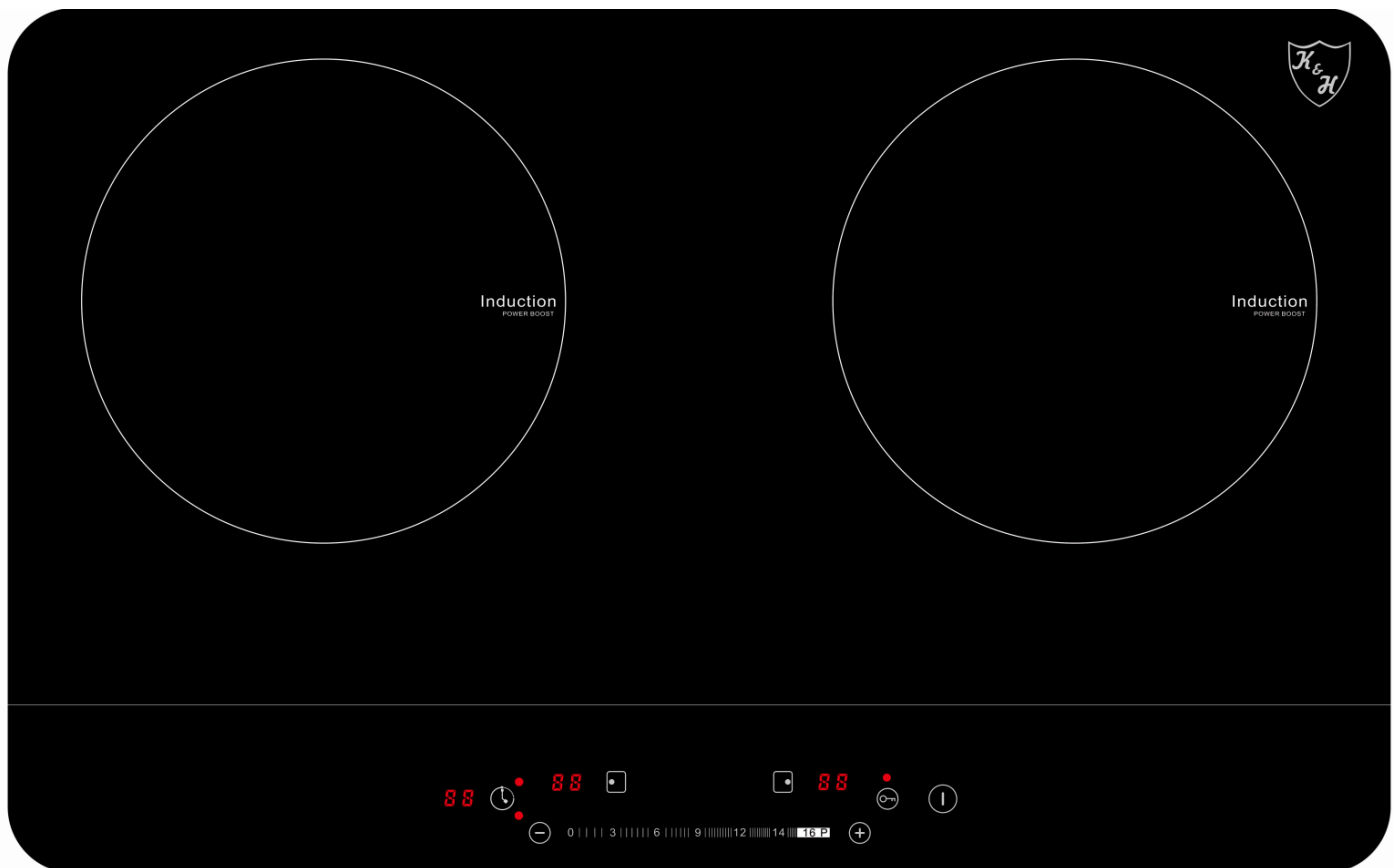 K&H
Induction
POWER BOOST
Induction
POWER BOOST
88
88
88
0 3 6 9 12 14 16 P